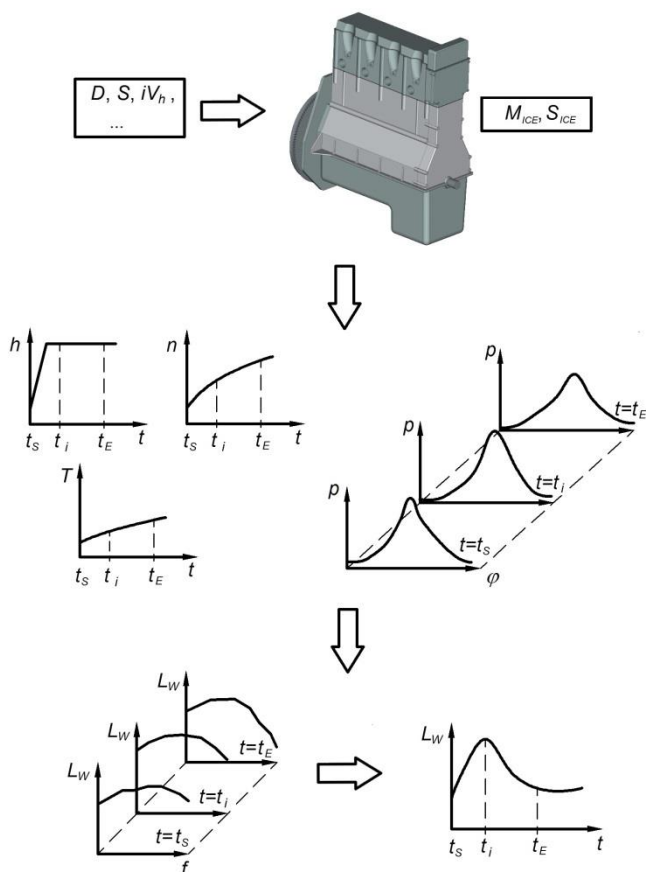 D, S, iVₕ ,
...
M_ICE, S_ICE
h
t_S t_i t_E t
n
t_S t_i t_E t
T
t_S t_i t_E t
p
t=t_E
p
t=t_i
p
t=t_S
φ
L_W
t=t_E
L_W
t=t_i
L_W
t=t_S
f
L_W
t_S t_i t_E t